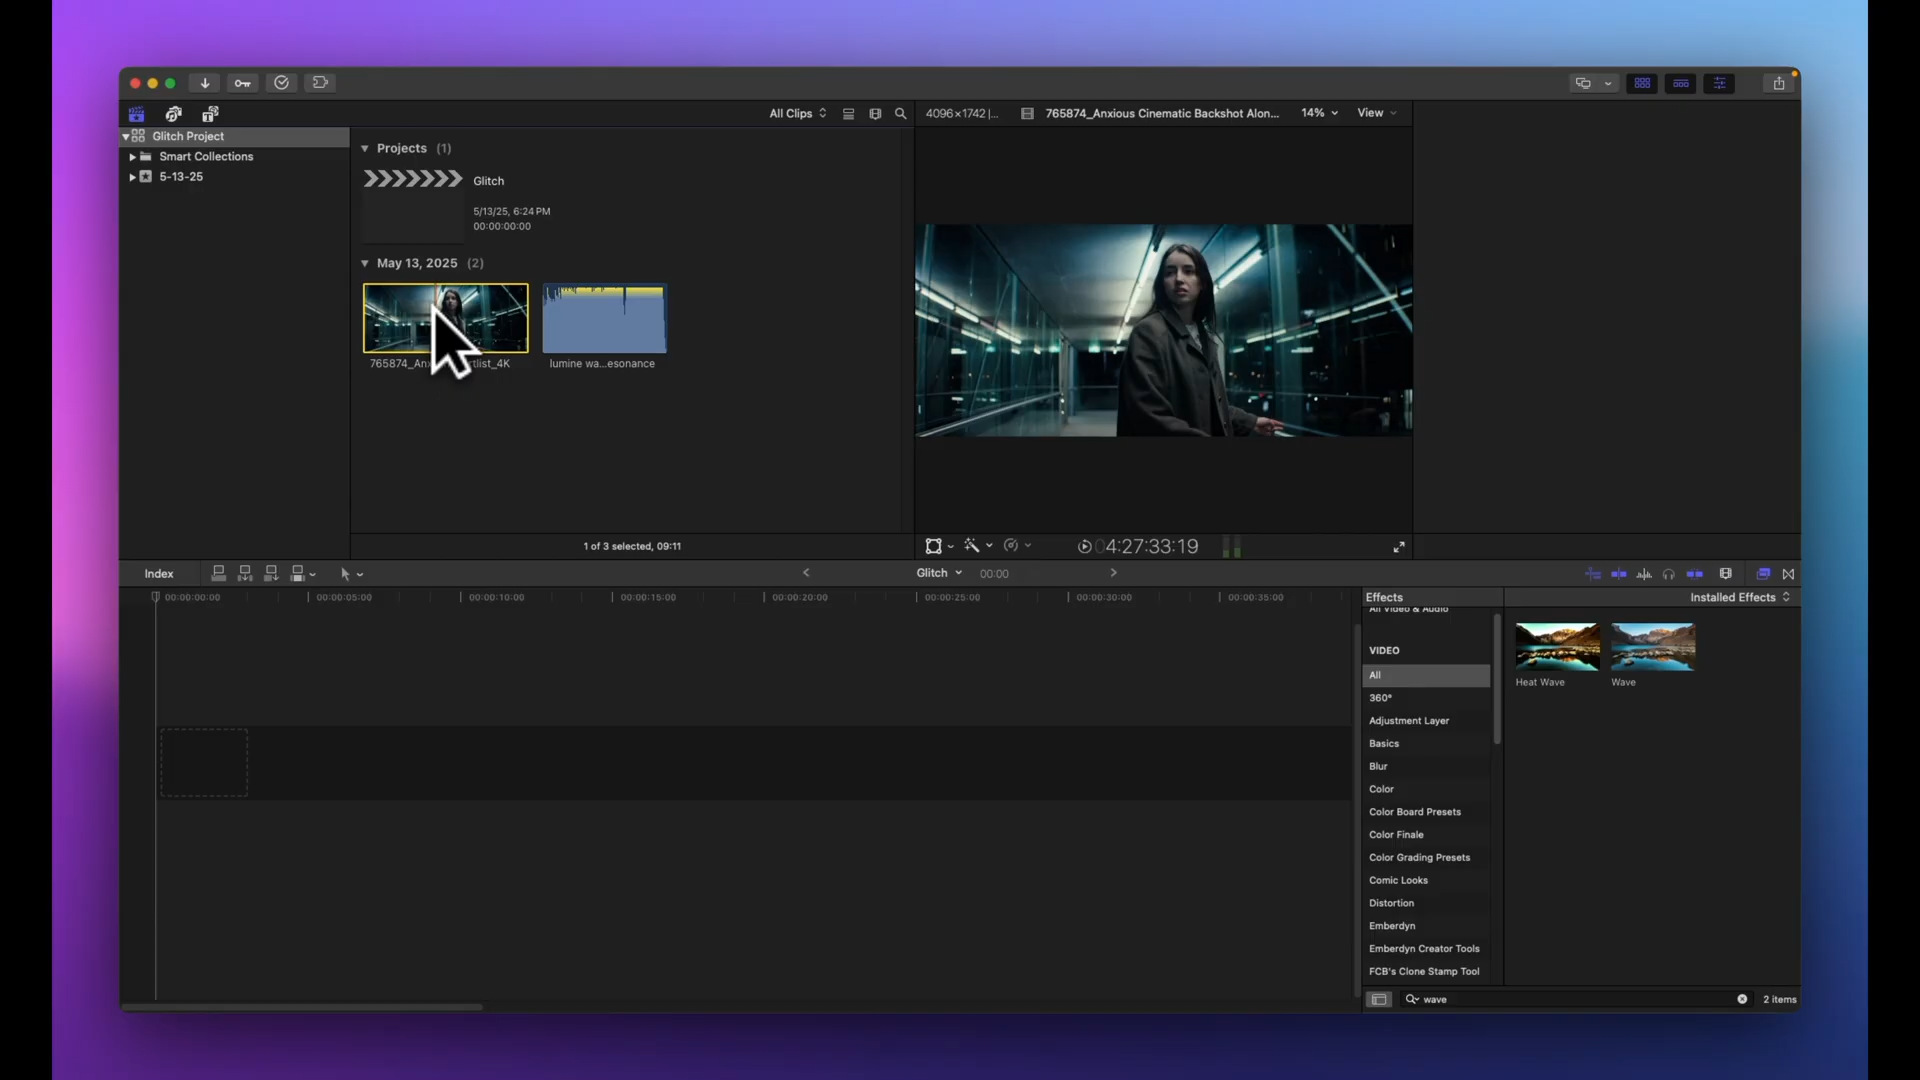 All Clips
4096×1742 |...
765874_Anxious Cinematic Backshot Alon...
14%
View
Glitch Project
Smart Collections
5-13-25
Projects (1)
Glitch
5/13/25, 6:24 PM
00:00:00:00
May 13, 2025 (2)
lumine wa...esonance
1 of 3 selected, 09:11
04:27:33:19
Index
Glitch
00:00
00:00:00:00
00:00:05:00
00:00:10:00
00:00:15:00
00:00:20:00
00:00:25:00
00:00:30:00
00:00:35:00
Effects
Installed Effects
All Video & Audio
VIDEO
All
360°
Adjustment Layer
Basics
Blur
Color
Color Board Presets
Color Finale
Color Grading Presets
Comic Looks
Distortion
Emberdyn
Emberdyn Creator Tools
FCB's Clone Stamp Tool
Heat Wave
Wave
wave
2 items